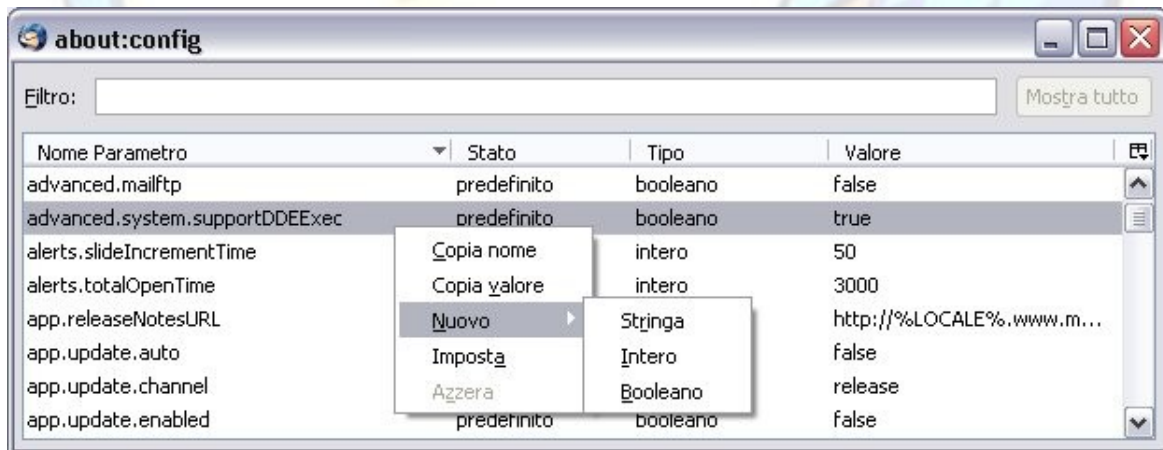 about:config
Filtro:
Mostra tutto
Nome Parametro Stato Tipo Valore
advanced.mailftp predefinito booleano false
advanced.system.supportDDEExec predefinito booleano true
alerts.slideIncrementTime Copia nome intero 50
alerts.totalOpenTime Copia valore intero 3000
app.releaseNotesURL Nuovo Stringa http://%LOCALE%.www.m...
app.update.auto Imposta Intero false
app.update.channel Azzera Booleano release
app.update.enabled predefinito booleano false